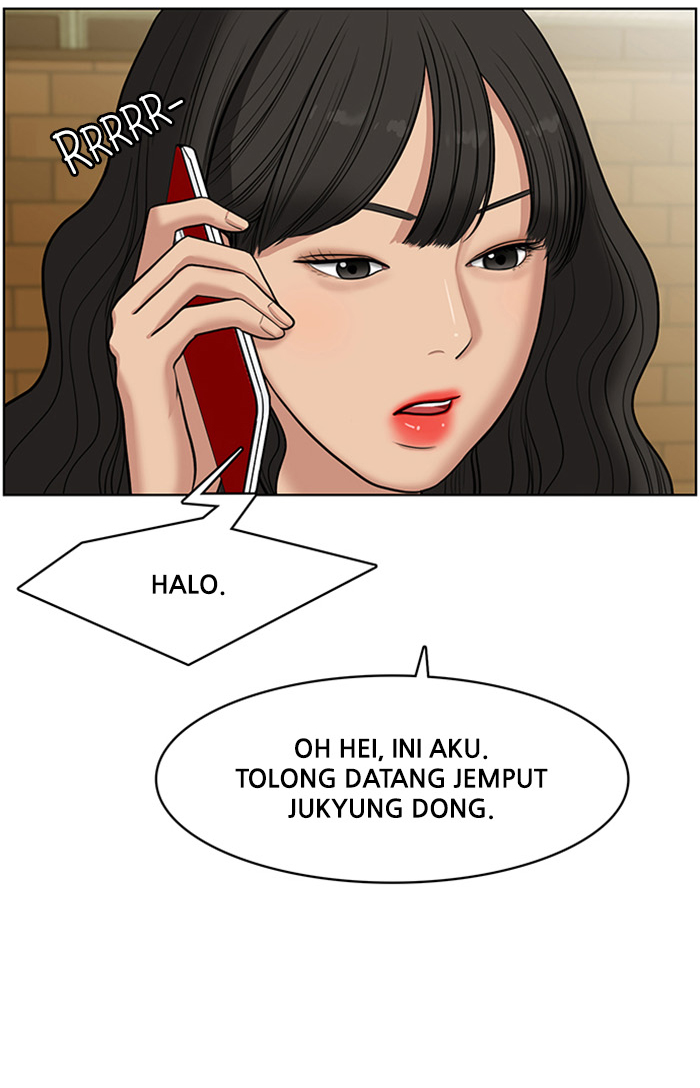 RRRRR-
HALO.
OH HEI, INI AKU.
TOLONG DATANG JEMPUT
JUKYUNG DONG.